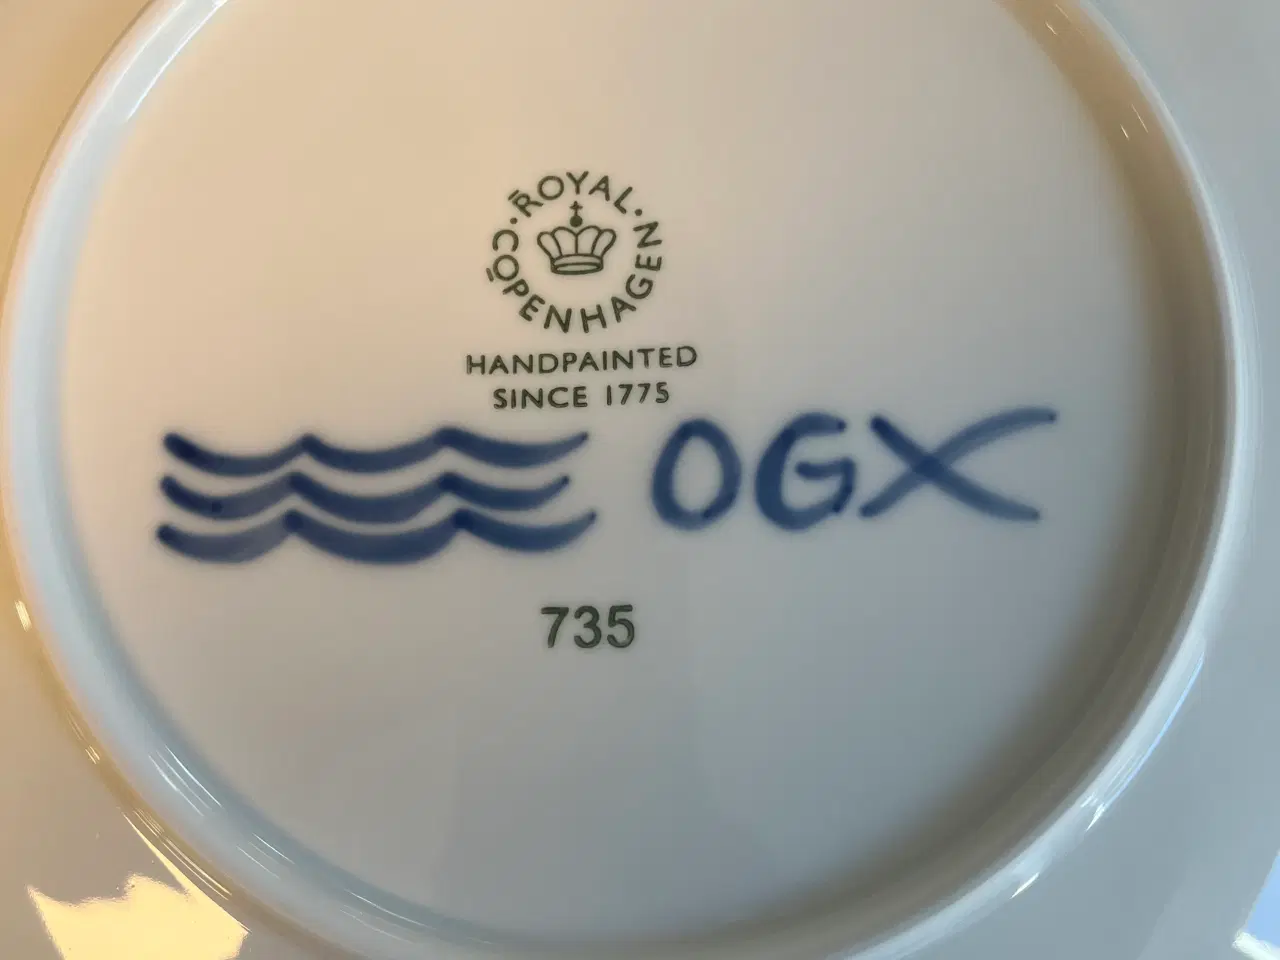 ROYAL · COPENHAGEN ·
HANDPAINTED
SINCE 1775
OGX
735